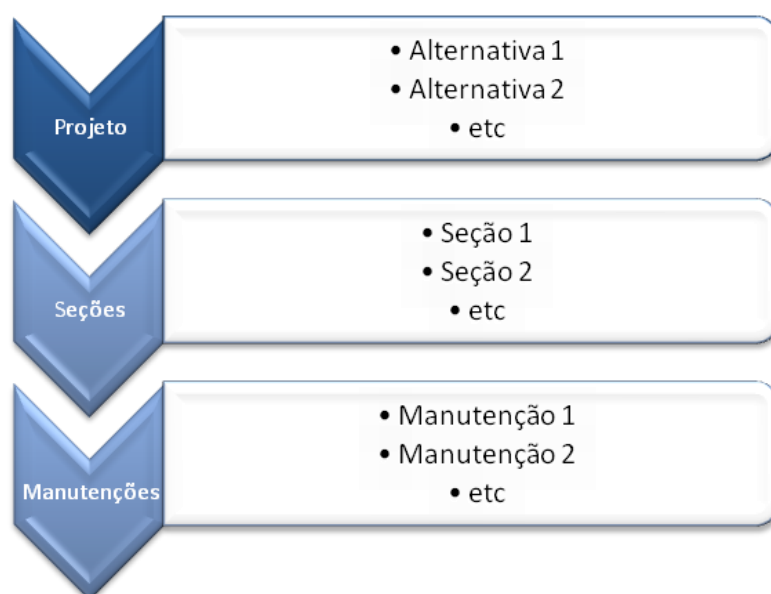 Projeto
• Alternativa 1
• Alternativa 2
• etc
Seções
• Seção 1
• Seção 2
• etc
Manutenções
• Manutenção 1
• Manutenção 2
• etc